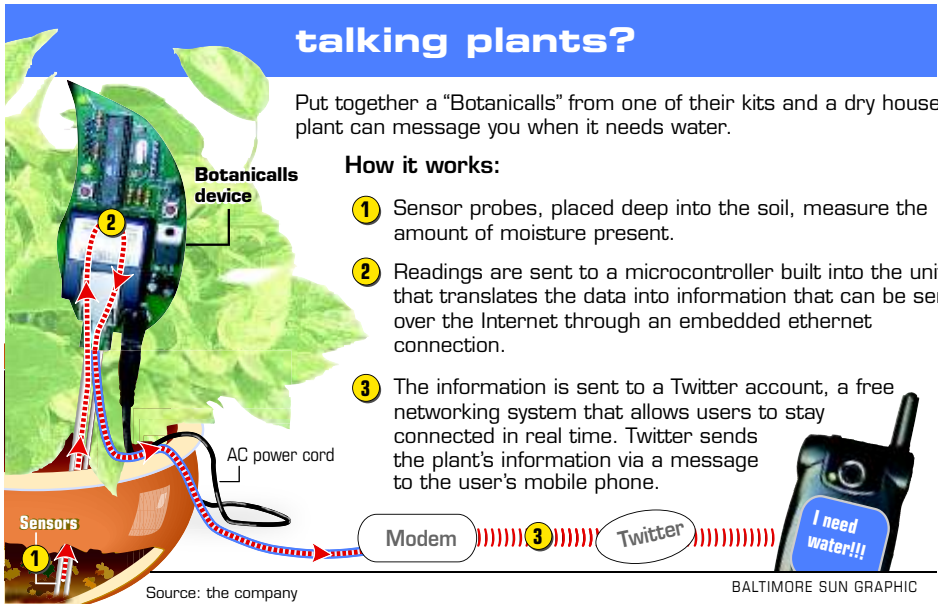 talking plants?
Put together a “Botanicalls” from one of their kits and a dry house
plant can message you when it needs water.
How it works:
Botanicalls
device
1 Sensor probes, placed deep into the soil, measure the
amount of moisture present.
2
2 Readings are sent to a microcontroller built into the uni
that translates the data into information that can be se
over the Internet through an embedded ethernet
connection.
3 The information is sent to a Twitter account, a free
networking system that allows users to stay
connected in real time. Twitter sends
the plant’s information via a message
to the user’s mobile phone.
AC power cord
Sensors
1
Modem
3
Twitter
I need
water!!!
Source: the company
BALTIMORE SUN GRAPHIC